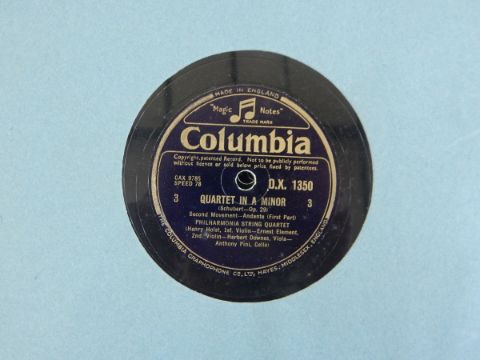 MADE IN ENGLAND
"Magic Notes"
TRADE MARK
Columbia
Copyright, patented Record. Not to be publicly performed
without licence or sold below price fixed by patentees.
CAX 9785
SPEED 78
D.X. 1350
3 QUARTET IN A MINOR 3
(Schubert—Op. 29)
Second Movement—Andante (First Part)
PHILHARMONIA STRING QUARTET
(Henry Holst, 1st. Violin—Ernest Element,
2nd. Violin—Herbert Downes, Viola—
Anthony Pini, Cello)
THE COLUMBIA GRAPHOPHONE CO., LTD., HAYES, MIDDLESEX, ENGLAND.